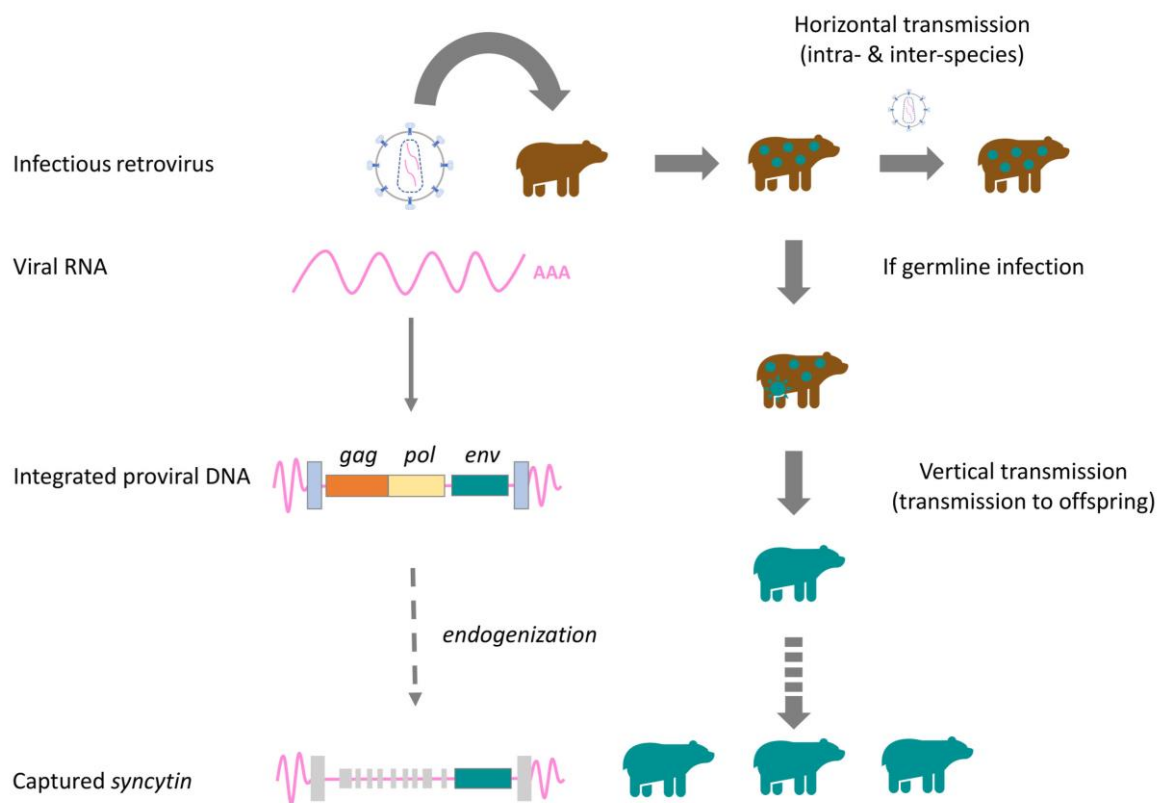 Horizontal transmission
(intra- & inter-species)
Infectious retrovirus
Viral RNA
AAA
If germline infection
gag pol env
Integrated proviral DNA
Vertical transmission
(transmission to offspring)
endogenization
Captured syncytin